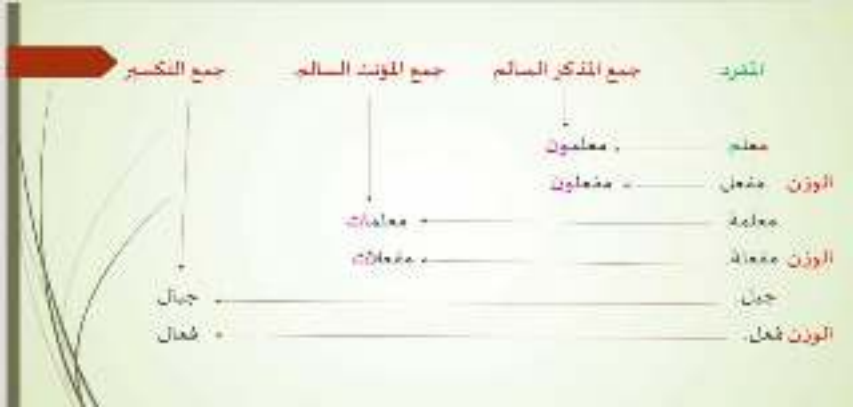 المفرد جمع المذكر السالم جمع المؤنث السالم جمع التكسير
معلم معلمون
الوزن مفعل مفعلون
معلمة معلمات
الوزن مفعلة مفعلات
جبل جبال
الوزن فعل فعال